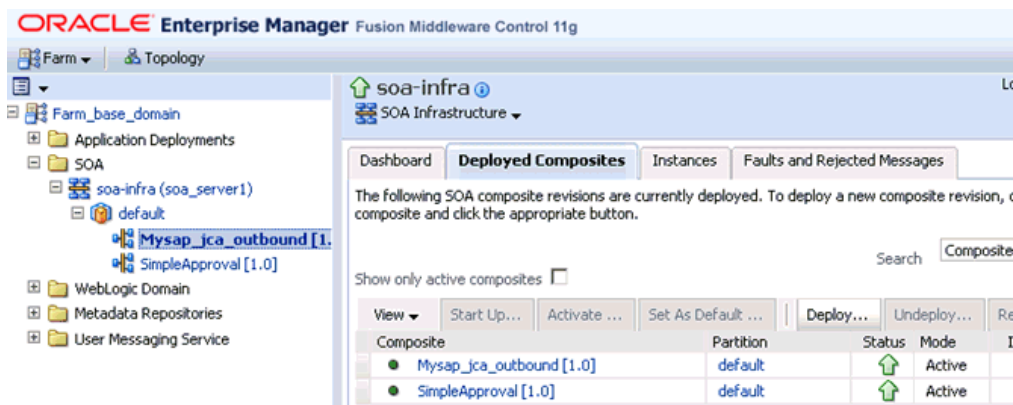 ORACLE Enterprise Manager Fusion Middleware Control 11g
Farm Topology
Farm_base_domain
Application Deployments
SOA
soa-infra (soa_server1)
default
Mysap_jca_outbound [1.
SimpleApproval [1.0]
WebLogic Domain
Metadata Repositories
User Messaging Service
soa-infra Lo
SOA Infrastructure
Dashboard Deployed Composites Instances Faults and Rejected Messages
The following SOA composite revisions are currently deployed. To deploy a new composite revision,
composite and click the appropriate button.
Search Composite
Show only active composites
View Start Up... Activate ... Set As Default ... Deploy... Undeploy... Re
Composite Partition Status Mode
Mysap_jca_outbound [1.0] default Active
SimpleApproval [1.0] default Active